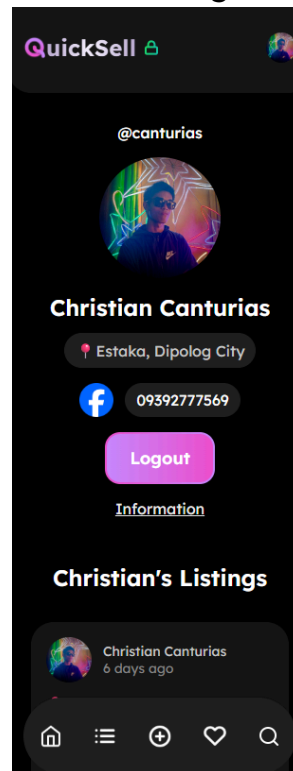 QuickSell
@canturias
Christian Canturias
Estaka, Dipolog City
09392777569
Logout
Information
Christian's Listings
Christian Canturias
6 days ago